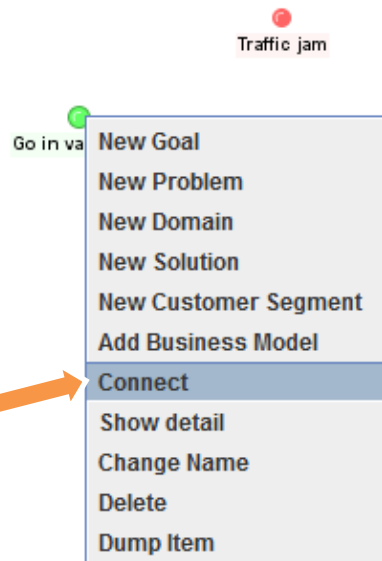 Traffic jam
Go in va
New Goal
New Problem
New Domain
New Solution
New Customer Segment
Add Business Model
Connect
Show detail
Change Name
Delete
Dump Item